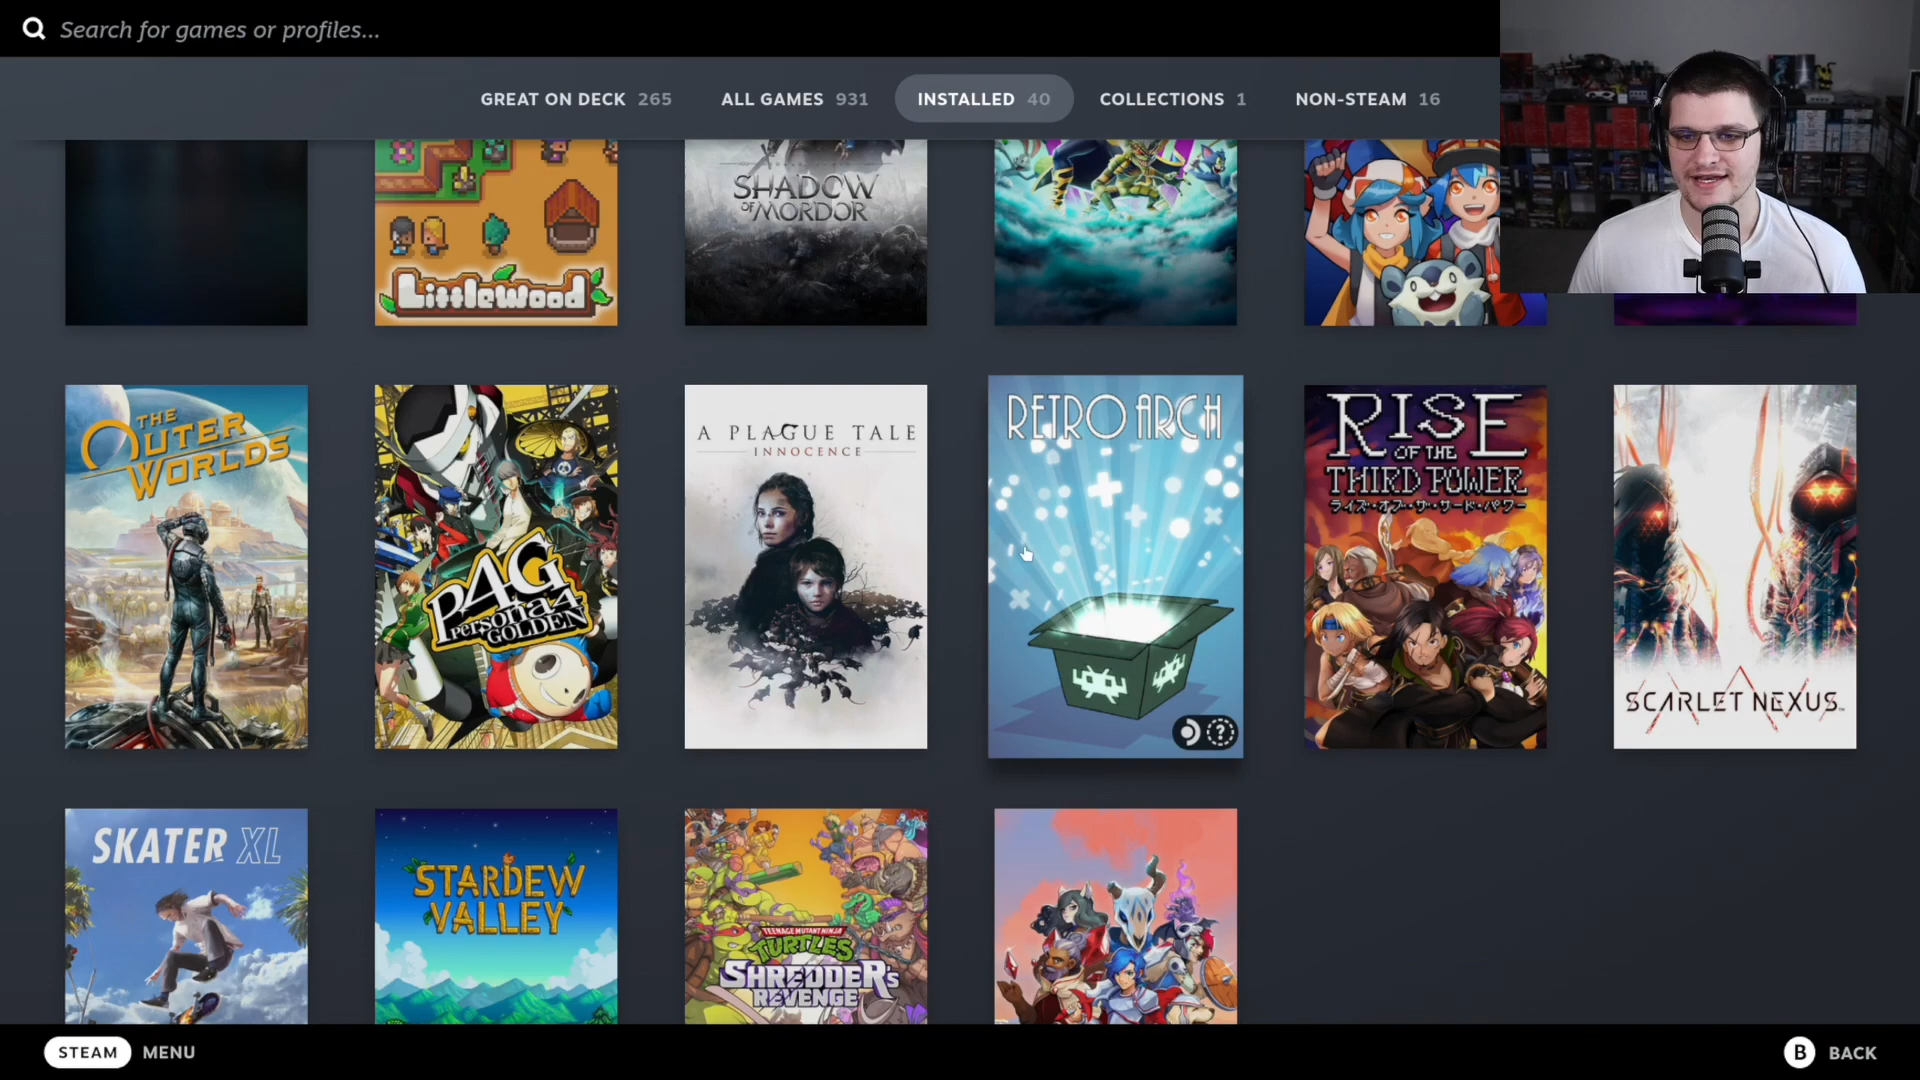 Search for games or profiles...
GREAT ON DECK 265
ALL GAMES 931
INSTALLED 40
COLLECTIONS 1
NON-STEAM 16
LITTLEWOOD
SHADOW
OF MORDOR
THE
OUTER
WORLDS
P4G
PERSONA 4
GOLDEN
A PLAGUE TALE
INNOCENCE
RETROARCH
?
RISE
OF THE
THIRD POWER
ライズ・オブ・ザ・サード・パワー
SCARLET NEXUS
SKATER XL
STARDEW
VALLEY
TEENAGE MUTANT NINJA
TURTLES
SHREDDER'S
REVENGE
STEAM MENU
B BACK